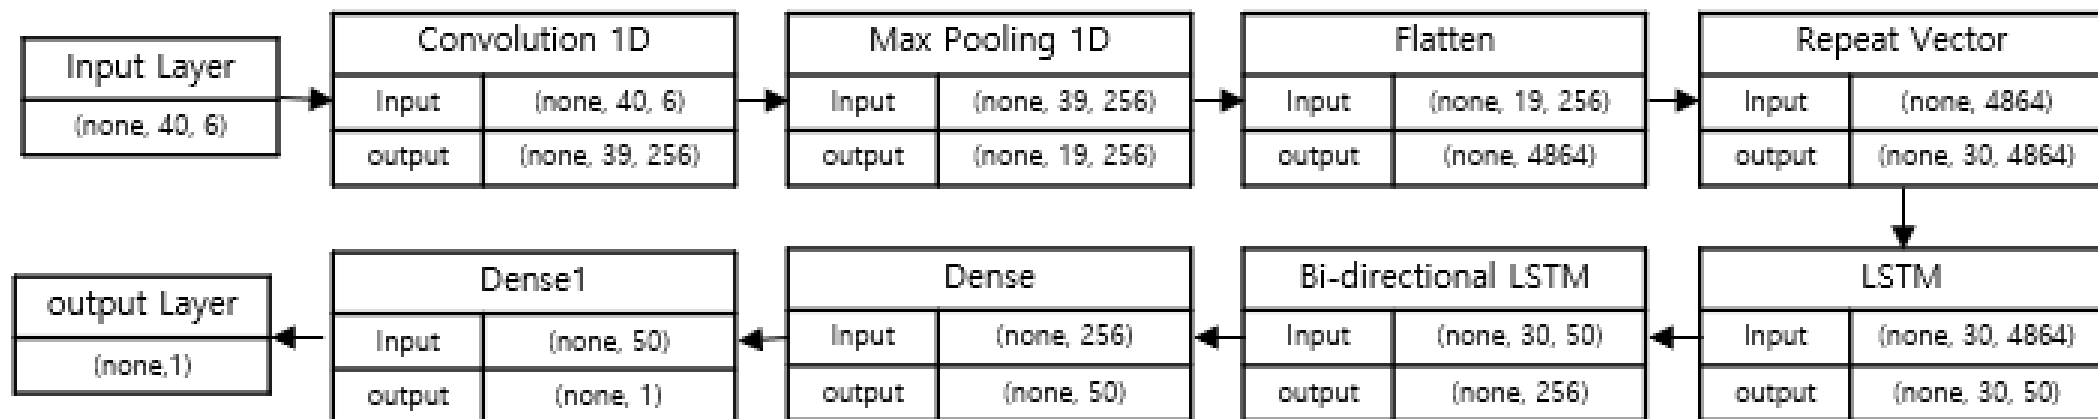 Input Layer
(none, 40, 6)
Convolution 1D
Input (none, 40, 6)
output (none, 39, 256)
Max Pooling 1D
Input (none, 39, 256)
output (none, 19, 256)
Flatten
Input (none, 19, 256)
output (none, 4864)
Repeat Vector
Input (none, 4864)
output (none, 30, 4864)
LSTM
Input (none, 30, 4864)
output (none, 30, 50)
Bi-directional LSTM
Input (none, 30, 50)
output (none, 256)
Dense
Input (none, 256)
output (none, 50)
Dense1
Input (none, 50)
output (none, 1)
output Layer
(none,1)